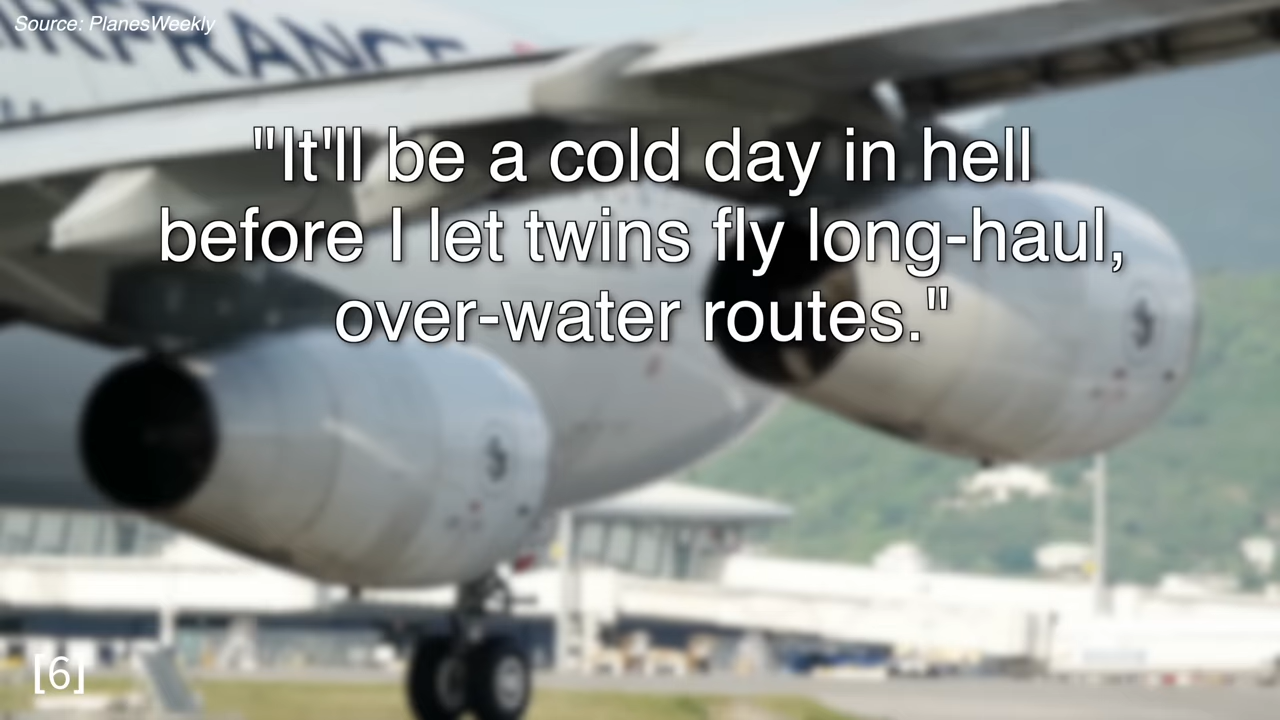 Source: PlanesWeekly
AIRFRANCE
"It'll be a cold day in hell
before I let twins fly long-haul,
over-water routes."
[6]